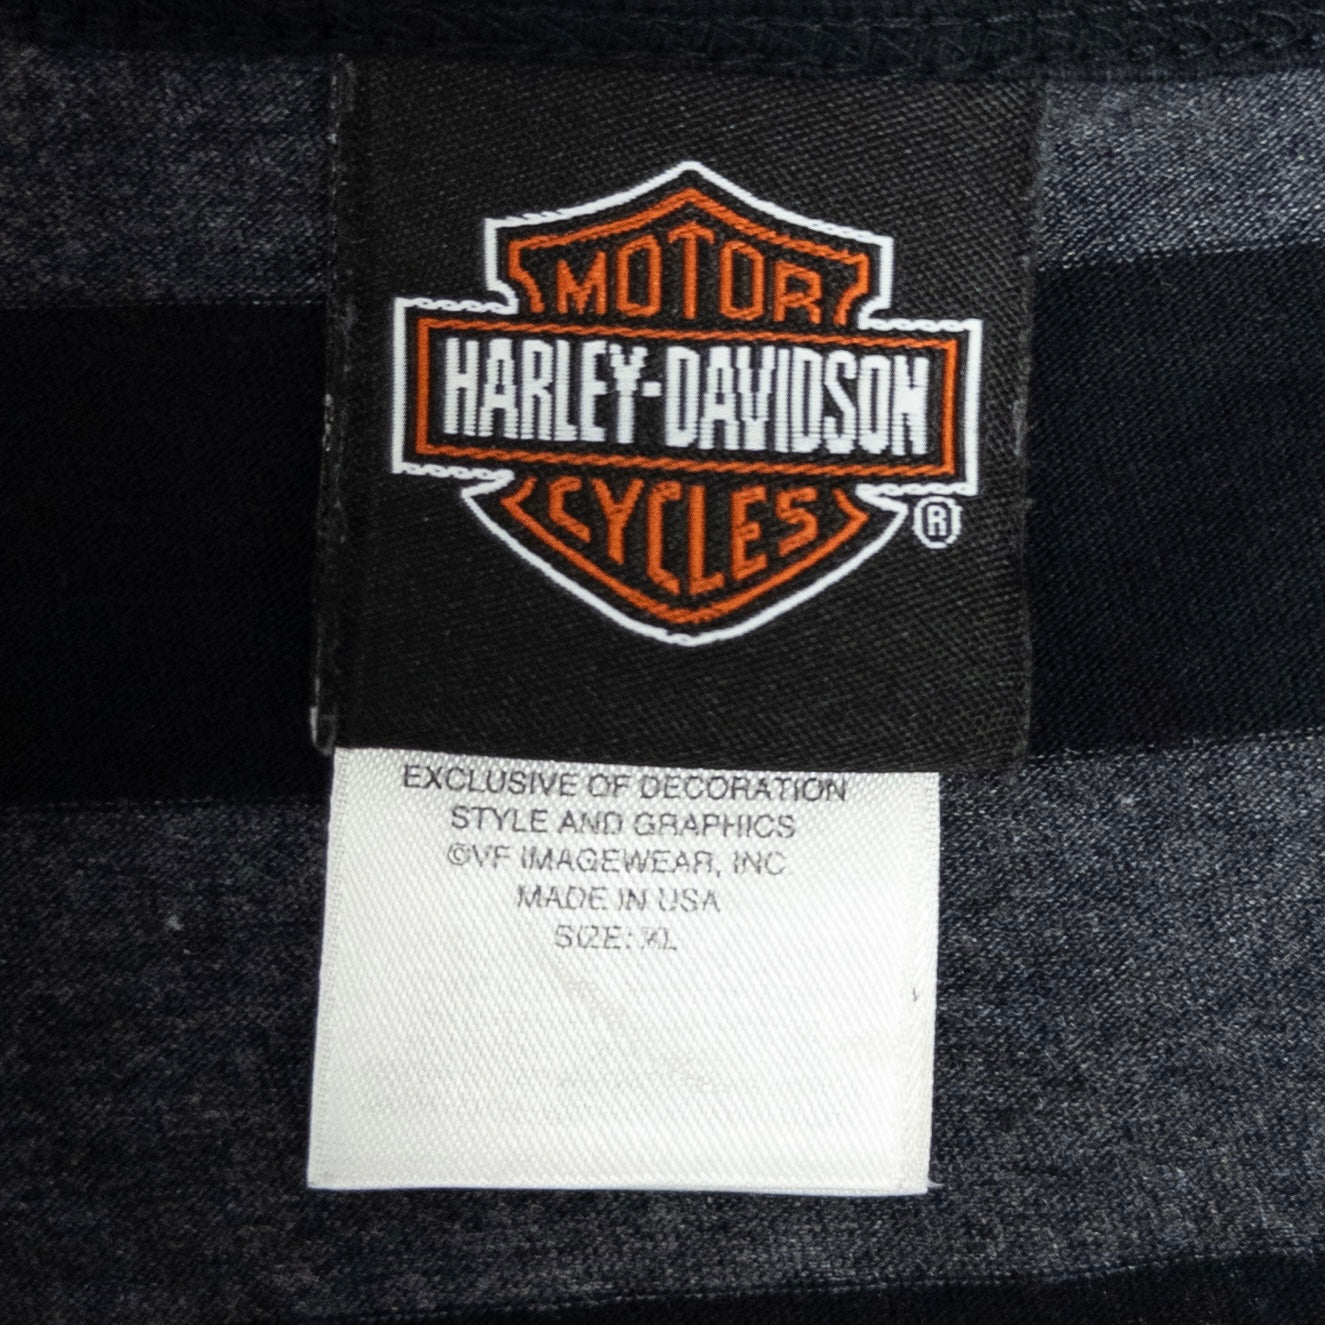 MOTOR
HARLEY-DAVIDSON
CYCLES
®
EXCLUSIVE OF DECORATION
STYLE AND GRAPHICS
©VF IMAGEWEAR, INC
MADE IN USA
SIZE: XL